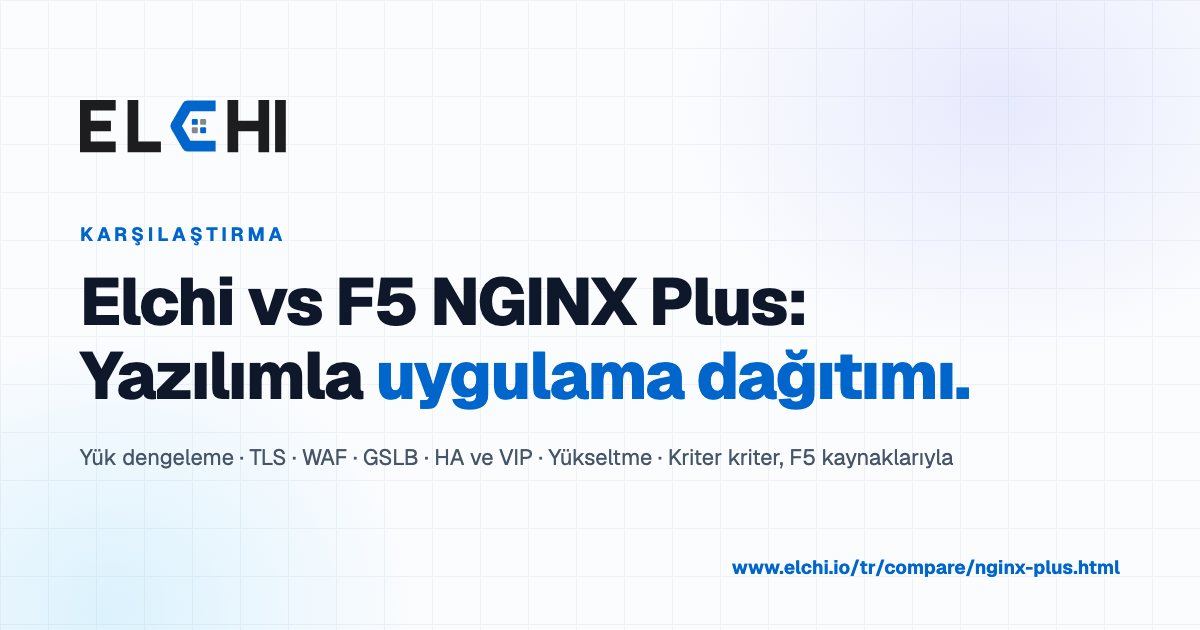 ELCHI
KARŞILAŞTIRMA
Elchi vs F5 NGINX Plus:
Yazılımla uygulama dağıtımı.
Yük dengeleme · TLS · WAF · GSLB · HA ve VIP · Yükseltme · Kriter kriter, F5 kaynaklarıyla
www.elchi.io/tr/compare/nginx-plus.html